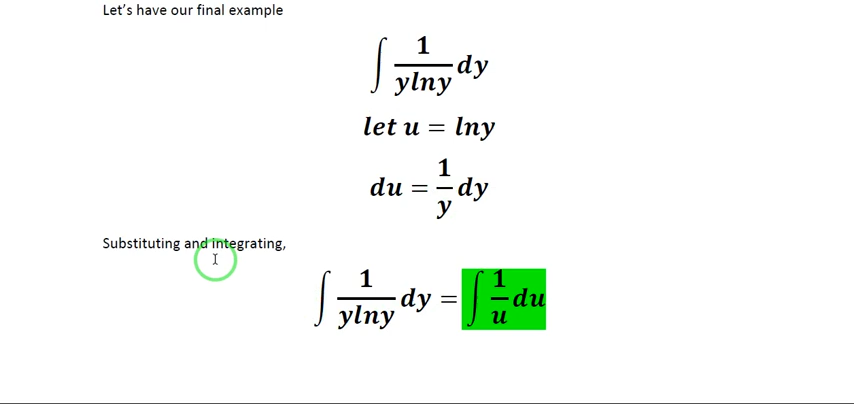 Let's have our final example
∫ 1/(ylny) dy
let u = lny
du = 1/y dy
Substituting and integrating,
∫ 1/(ylny) dy = ∫ 1/u du